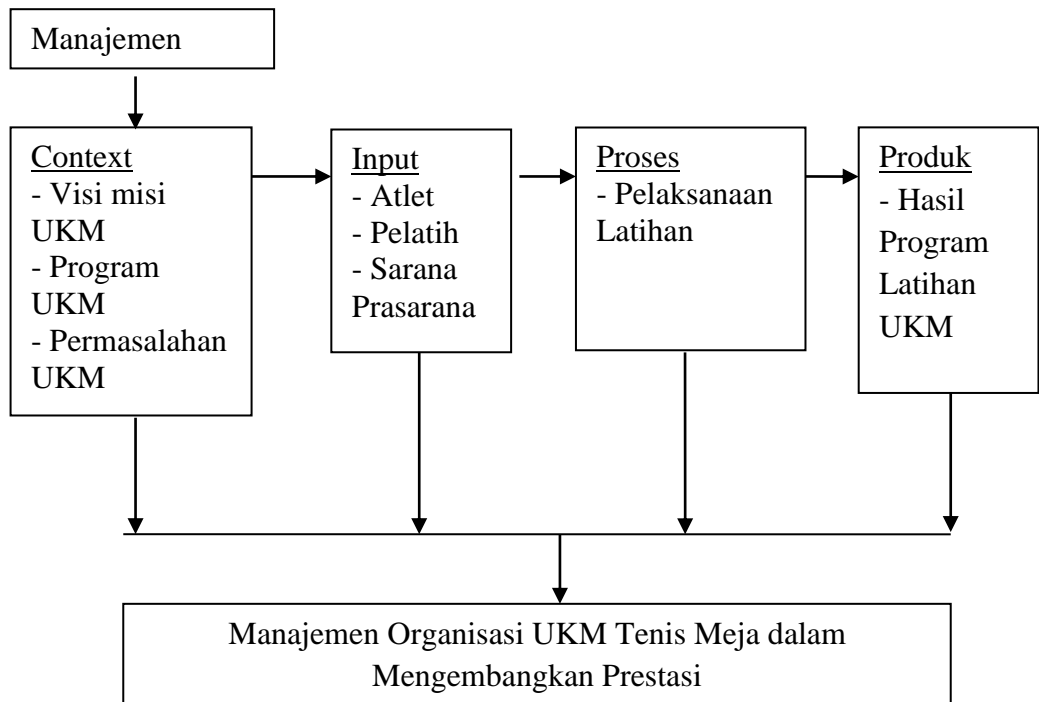 Manajemen
Context
- Visi misi
UKM
- Program
UKM
- Permasalahan
UKM
Input
- Atlet
- Pelatih
- Sarana
Prasarana
Proses
- Pelaksanaan
Latihan
Produk
- Hasil
Program
Latihan
UKM
Manajemen Organisasi UKM Tenis Meja dalam
Mengembangkan Prestasi